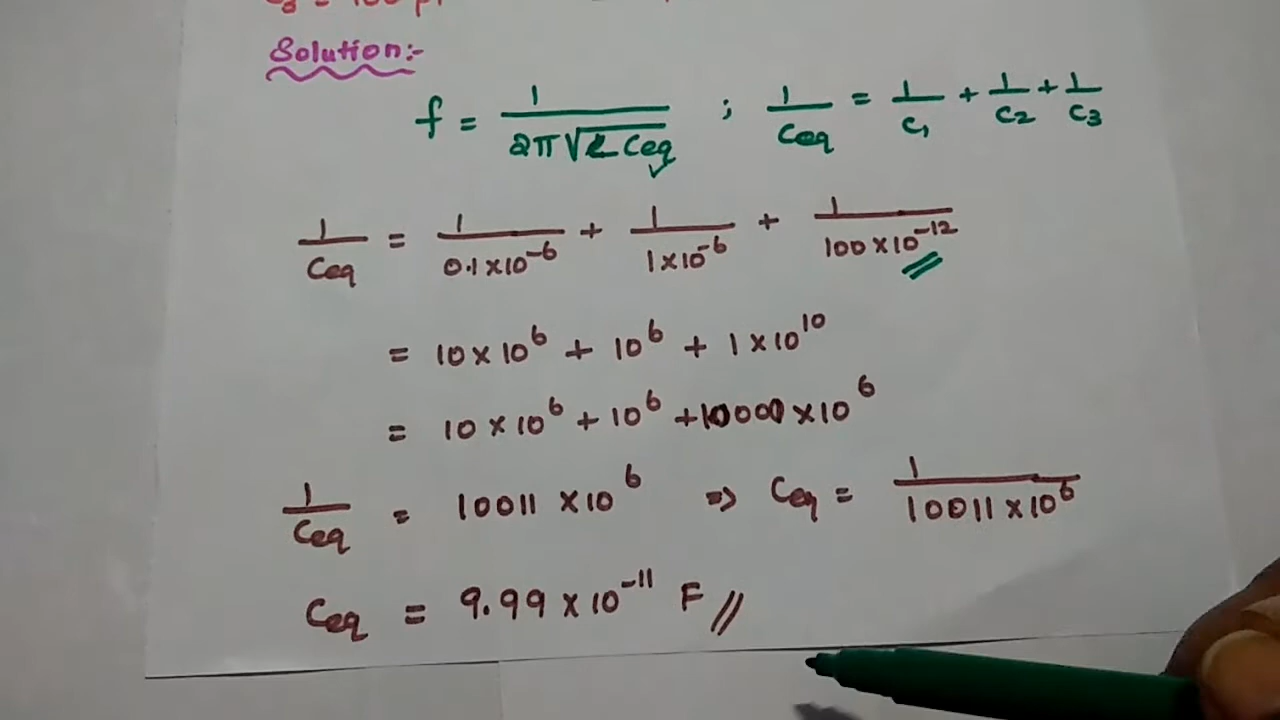 C3 = 100 pF
Solution:-
f = 1 / 2π√L Ceq ; 1/Ceq = 1/C1 + 1/C2 + 1/C3
1/Ceq = 1/0.1×10^-6 + 1/1×10^-6 + 1/100×10^-12
= 10×10^6 + 10^6 + 1×10^10
= 10×10^6 + 10^6 + 10000×10^6
1/Ceq = 10011×10^6 ⇒ Ceq = 1/10011×10^6
Ceq = 9.99×10^-11 F //